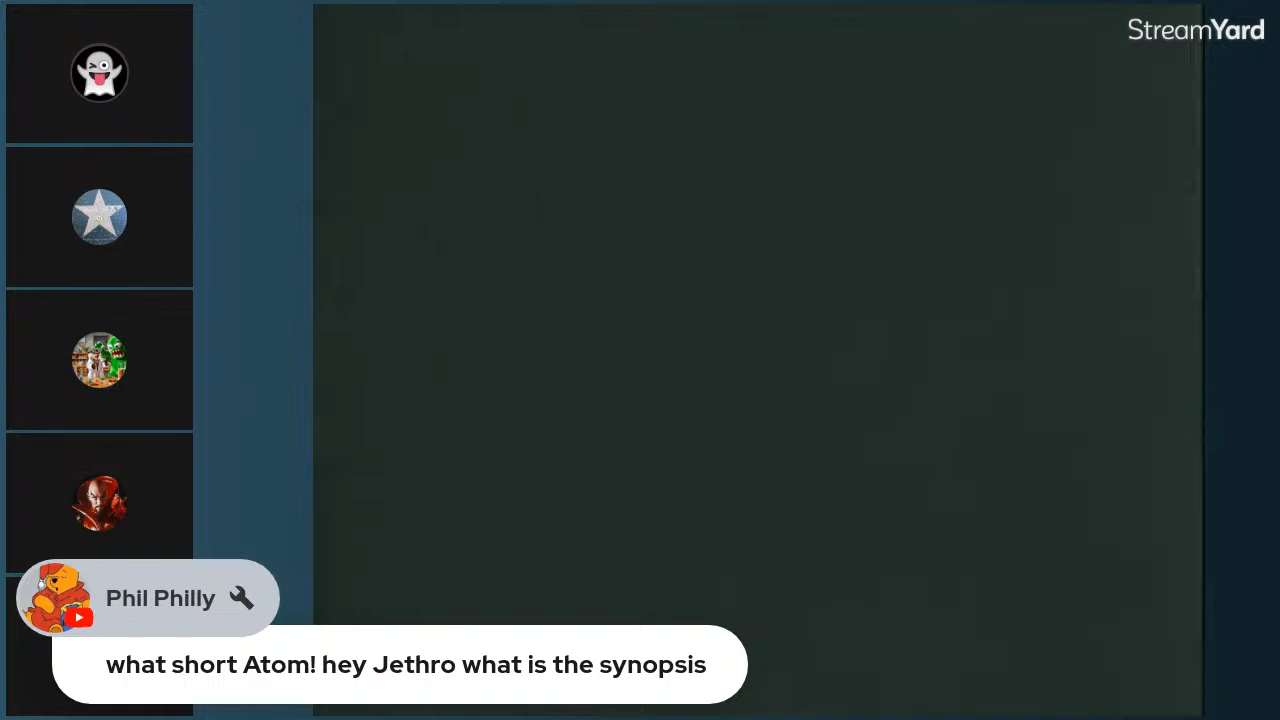 StreamYard
Phil Philly
what short Atom! hey Jethro what is the synopsis